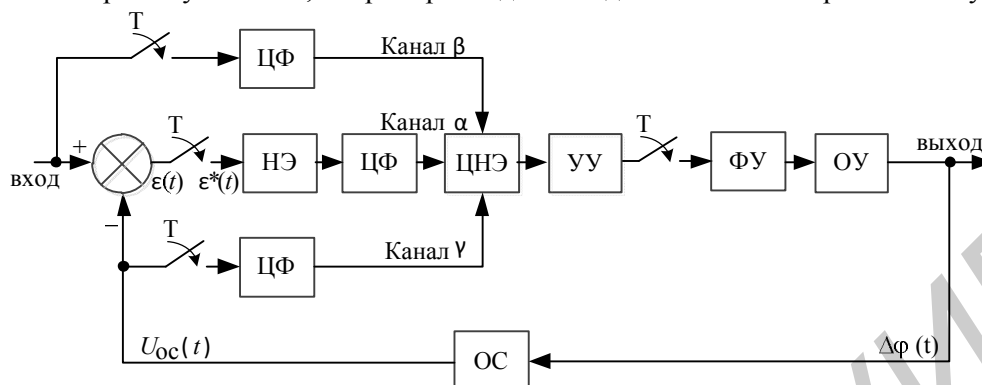 T
ЦФ
Канал β
+
вход
ε(t)
T
ε*(t)
НЭ
ЦФ
Канал α
ЦНЭ
УУ
T
ФУ
ОУ
выход
−
T
ЦФ
Канал γ
Uос(t)
ОС
Δφ (t)